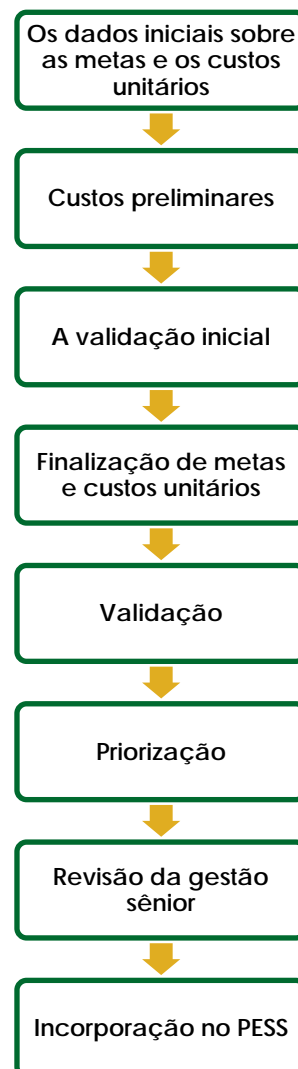 Os dados iniciais sobre
as metas e os custos
unitários
Custos preliminares
A validação inicial
Finalização de metas
e custos unitários
Validação
Priorização
Revisão da gestão
sênior
Incorporação no PESS